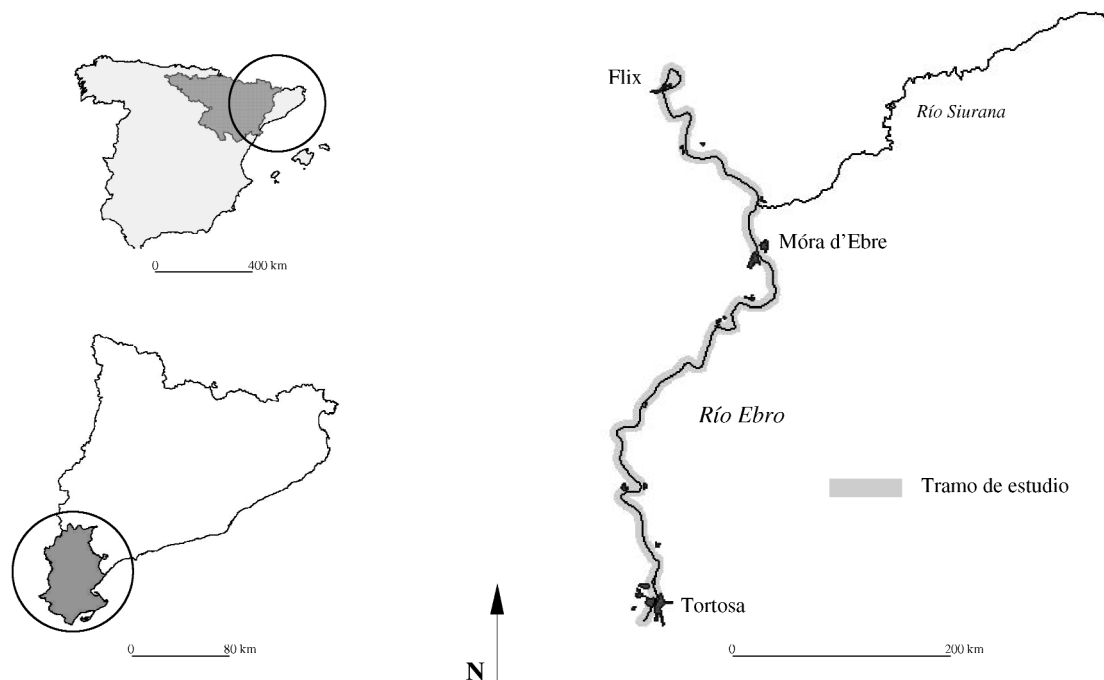 Flix
Río Siurana
Móra d'Ebre
0 400 km
Río Ebro
Tramo de estudio
Tortosa
0 80 km
0 200 km
N